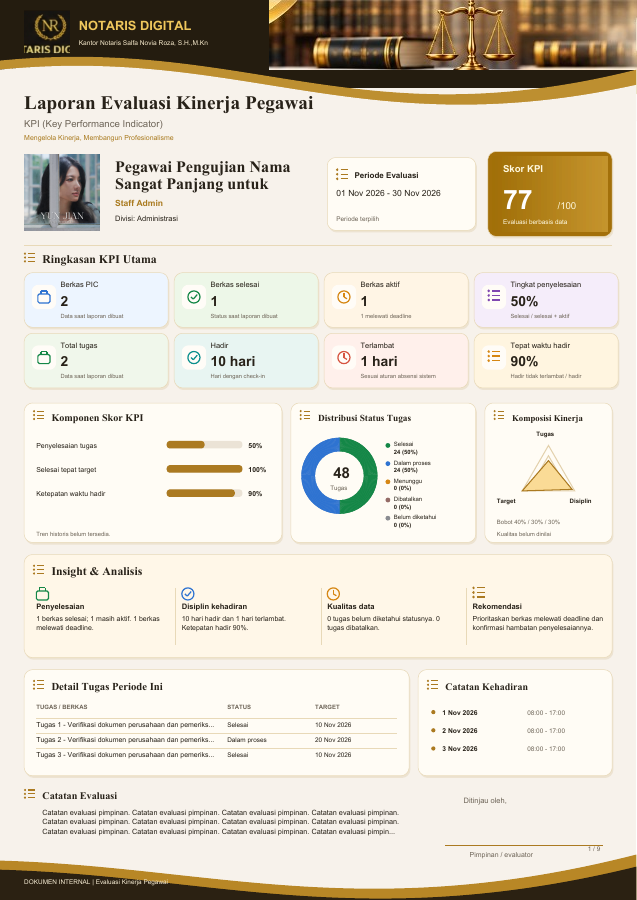 NR
TARIS DIG
NOTARIS DIGITAL
Kantor Notaris Salfa Novia Roza, S.H.,M.Kn
Laporan Evaluasi Kinerja Pegawai
KPI (Key Performance Indicator)
Mengelola Kinerja, Membangun Profesionalisme
YUN JIAN
Pegawai Pengujian Nama
Sangat Panjang untuk
Staff Admin
Divisi: Administrasi
Periode Evaluasi
01 Nov 2026 - 30 Nov 2026
Periode terpilih
Skor KPI
77 /100
Evaluasi berbasis data
Ringkasan KPI Utama
Berkas PIC
2
Data saat laporan dibuat
Berkas selesai
1
Status saat laporan dibuat
Berkas aktif
1
1 melewati deadline
Tingkat penyelesaian
50%
Selesai / selesai + aktif
Total tugas
2
Data saat laporan dibuat
Hadir
10 hari
Hari dengan check-in
Terlambat
1 hari
Sesuai aturan absensi sistem
Tepat waktu hadir
90%
Hadir tidak terlambat / hadir
Komponen Skor KPI
Penyelesaian tugas 50%
Selesai tepat target 100%
Ketepatan waktu hadir 90%
Tren historis belum tersedia.
Distribusi Status Tugas
48
Tugas
Selesai
24 (50%)
Dalam proses
24 (50%)
Menunggu
0 (0%)
Dibatalkan
0 (0%)
Belum diketahui
0 (0%)
Komposisi Kinerja
Tugas
Target Disiplin
Bobot 40% / 30% / 30%
Kualitas belum dinilai
Insight & Analisis
Penyelesaian
1 berkas selesai; 1 masih aktif. 1 berkas
melewati deadline.
Disiplin kehadiran
10 hari hadir dan 1 hari terlambat.
Ketepatan hadir 90%.
Kualitas data
0 tugas belum diketahui statusnya. 0
tugas dibatalkan.
Rekomendasi
Prioritaskan berkas melewati deadline dan
konfirmasi hambatan penyelesaiannya.
Detail Tugas Periode Ini
TUGAS / BERKAS STATUS TARGET
Tugas 1 - Verifikasi dokumen perusahaan dan pemeriks... Selesai 10 Nov 2026
Tugas 2 - Verifikasi dokumen perusahaan dan pemeriks... Dalam proses 20 Nov 2026
Tugas 3 - Verifikasi dokumen perusahaan dan pemeriks... Selesai 10 Nov 2026
Catatan Kehadiran
1 Nov 2026 08:00 - 17:00
2 Nov 2026 08:00 - 17:00
3 Nov 2026 08:00 - 17:00
Catatan Evaluasi
Catatan evaluasi pimpinan. Catatan evaluasi pimpinan. Catatan evaluasi pimpinan. Catatan evaluasi pimpinan.
Catatan evaluasi pimpinan. Catatan evaluasi pimpinan. Catatan evaluasi pimpinan. Catatan evaluasi pimpinan.
Catatan evaluasi pimpinan. Catatan evaluasi pimpinan. Catatan evaluasi pimpinan. Catatan evaluasi pimpin...
Ditinjau oleh,
Pimpinan / evaluator
1 / 9
DOKUMEN INTERNAL | Evaluasi Kinerja Pegawai